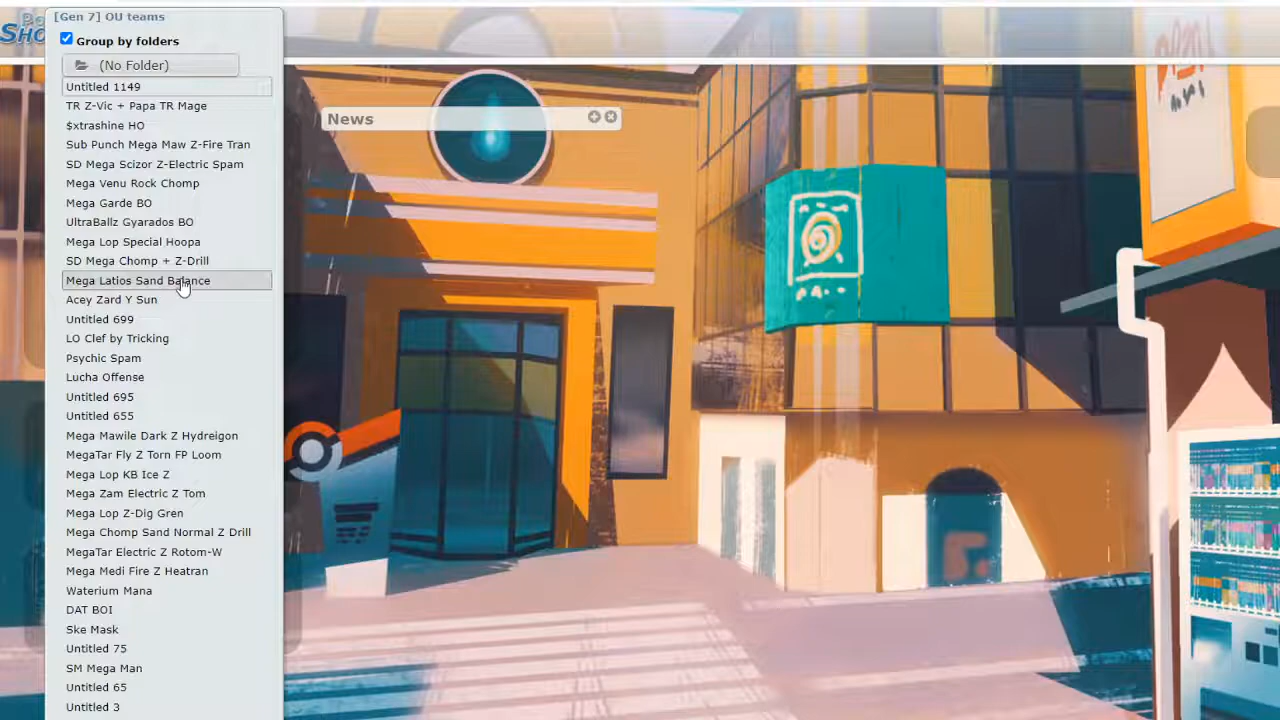 [Gen 7] OU teams
Group by folders
(No Folder)
Untitled 1149
TR Z-Vic + Papa TR Mage
$xtrashine HO
Sub Punch Mega Maw Z-Fire Tran
SD Mega Scizor Z-Electric Spam
Mega Venu Rock Chomp
Mega Garde BO
UltraBand Gyarados BO
Mega Lop Special Hoopa
SD Mega Chomp + Z-Drill
Mega Latios Sand Balance
Acey Zard Y Sun
Untitled 699
LO Clef by Tricking
Psychic Spam
Lucha Offense
Untitled 695
Untitled 655
Mega Mawile Dark Z Hydreigon
MegaTar Fly Z Torn FP Loom
Mega Lop KB Ice Z
Mega Zam Electric Z Tom
Mega Lop Z-Dig Gren
Mega Chomp Sand Normal Z Drill
MegaTar Electric Z Rotom-W
Mega Medi Fire Z Heatran
Waterium Mana
DAT BOI
Ske Mask
Untitled 75
SM Mega Man
Untitled 65
Untitled 3
News